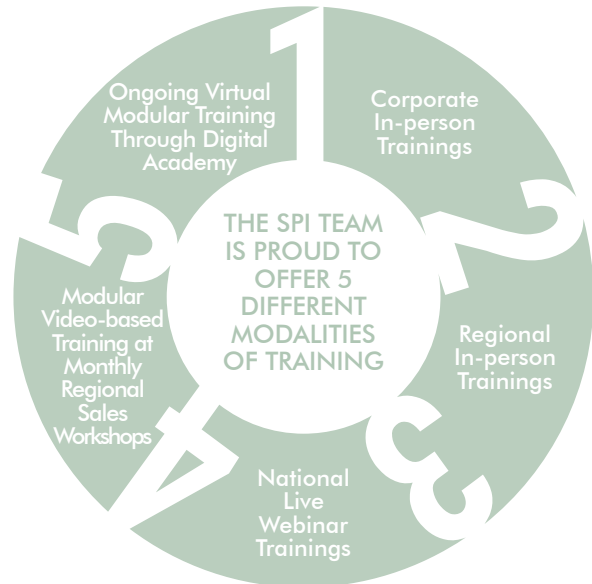 THE SPI TEAM
IS PROUD TO
OFFER 5
DIFFERENT
MODALITIES
OF TRAINING
1
Corporate
In-person
Trainings
2
Regional
In-person
Trainings
3
National
Live
Webinar
Trainings
4
Modular
Video-based
Training at
Monthly
Regional
Sales
Workshops
5
Ongoing Virtual
Modular Training
Through Digital
Academy